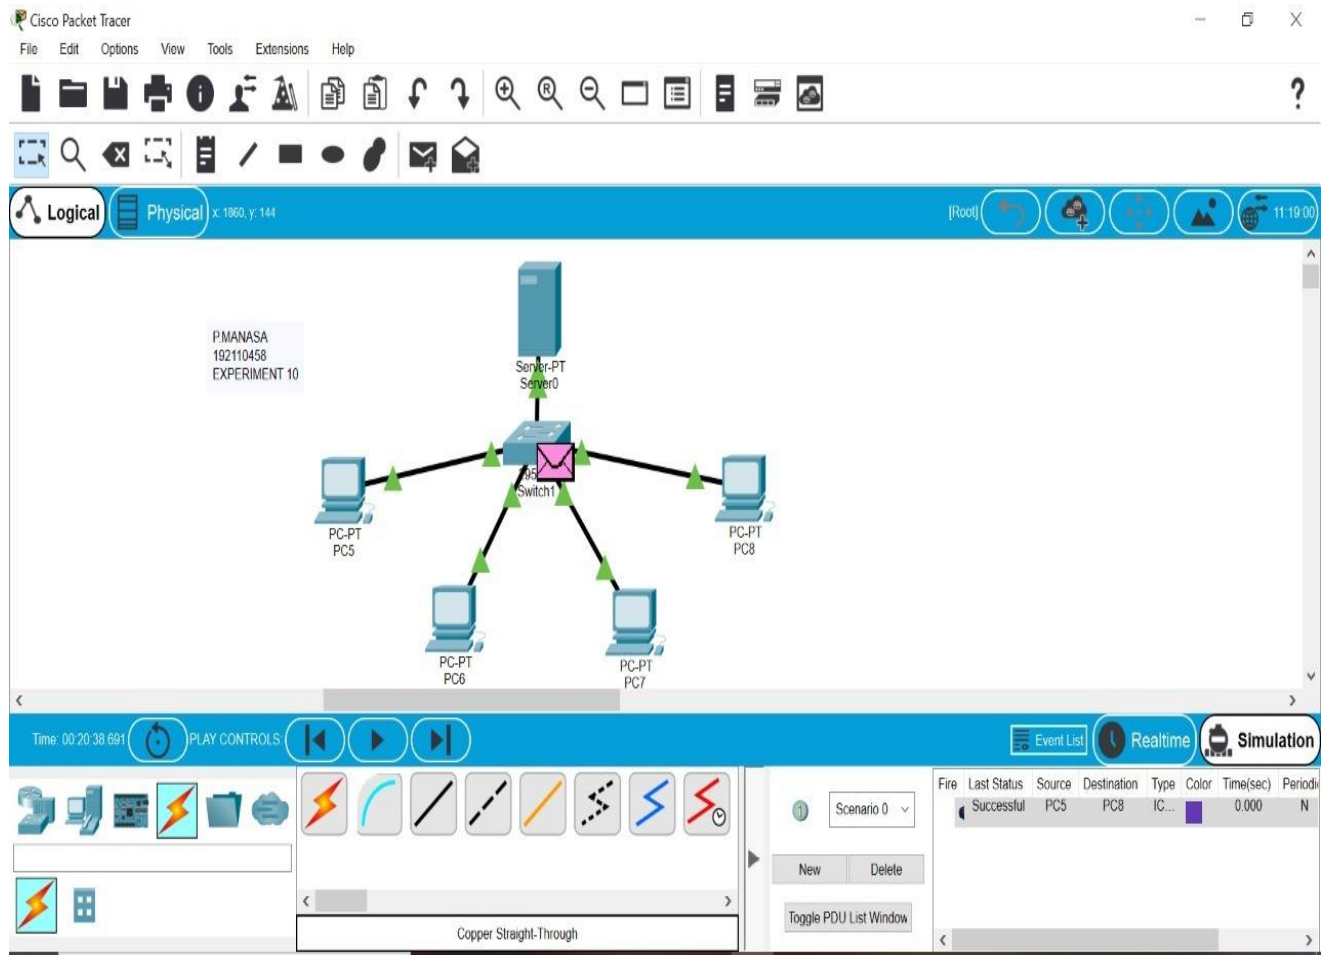 Cisco Packet Tracer
File Edit Options View Tools Extensions Help
R
?
Logical Physical x: 1860, y: 144 [Root] 11:19:00
P.MANASA
192110458
EXPERIMENT 10
Server-PT
Server0
Switch1
PC-PT
PC5
PC-PT
PC8
PC-PT
PC6
PC-PT
PC7
Time: 00:20:38.691 PLAY CONTROLS: Event List Realtime Simulation
Fire Last Status Source Destination Type Color Time(sec) Periodi
Successful PC5 PC8 IC... 0.000 N
1 Scenario 0
New Delete
Toggle PDU List Window
Copper Straight-Through